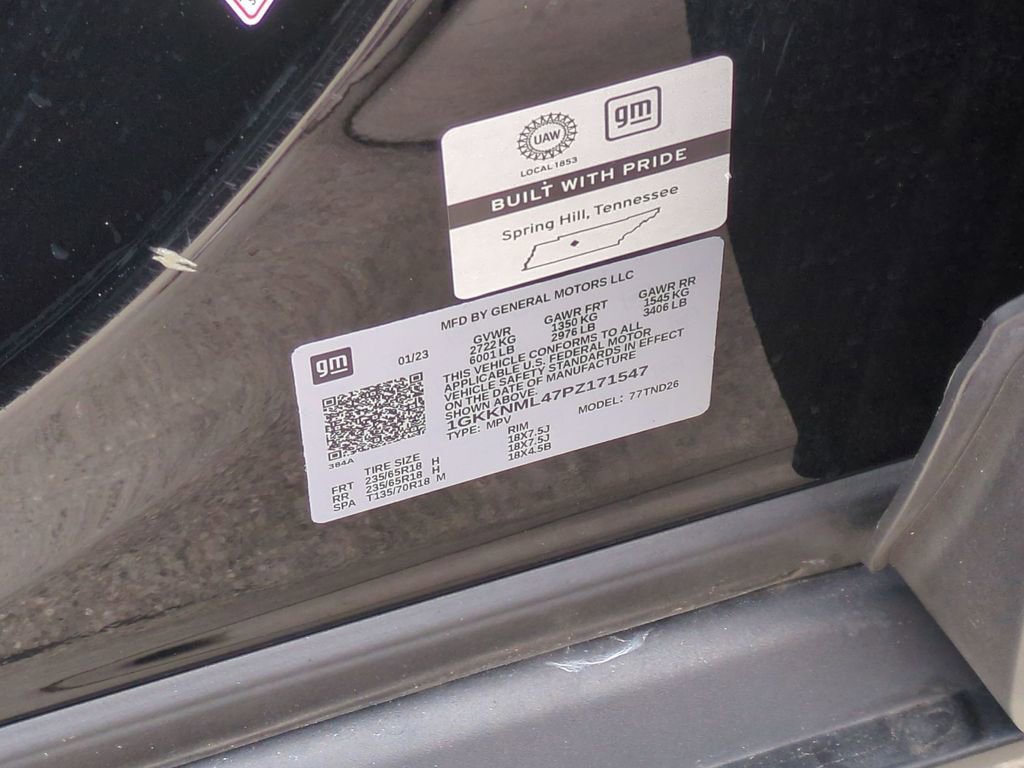 UAW
gm
LOCAL 1853
BUILT WITH PRIDE
Spring Hill, Tennessee
MFD BY GENERAL MOTORS LLC
gm
01/23
GVWR GAWR FRT GAWR RR
2722 KG 1350 KG 1545 KG
6001 LB 2976 LB 3406 LB
THIS VEHICLE CONFORMS TO ALL
APPLICABLE U.S. FEDERAL MOTOR
VEHICLE SAFETY STANDARDS IN EFFECT
ON THE DATE OF MANUFACTURE
SHOWN ABOVE.
1GKKNML47PZ171547
TYPE: MPV MODEL: 77TND26
384A
TIRE SIZE RIM
FRT 235/65R18 H 18X7.5J
RR 235/65R18 H 18X7.5J
SPA T135/70R18 M 18X4.5B